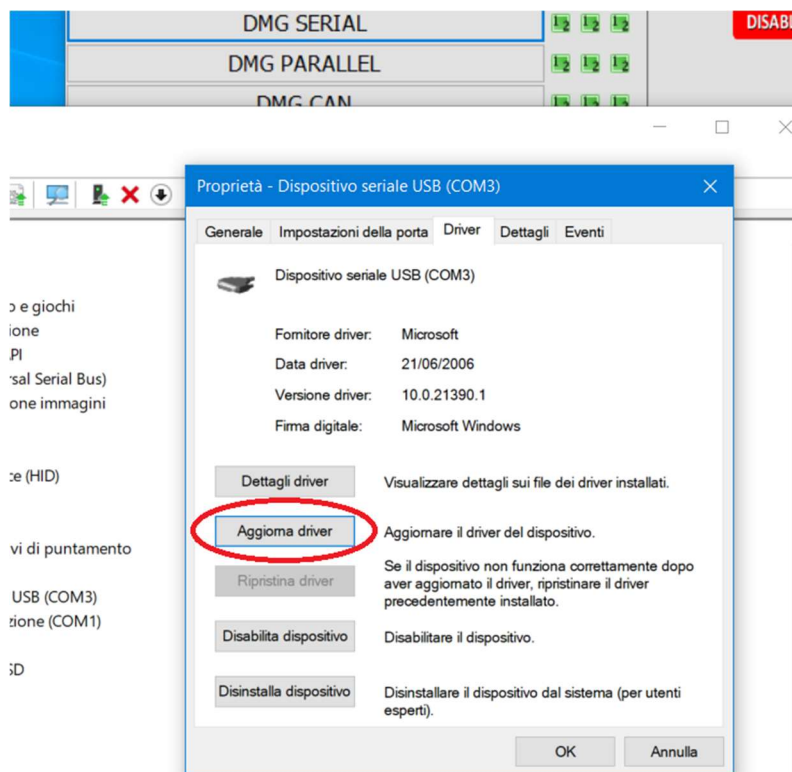 DMG SERIAL
DISABL
DMG PARALLEL
DMG CAN
Proprietà - Dispositivo seriale USB (COM3)
Generale Impostazioni della porta Driver Dettagli Eventi
Dispositivo seriale USB (COM3)
o e giochi
ione
Fornitore driver: Microsoft
PI
Data driver: 21/06/2006
rsal Serial Bus)
Versione driver: 10.0.21390.1
one immagini
Firma digitale: Microsoft Windows
ce (HID)
Dettagli driver Visualizzare dettagli sui file dei driver installati.
Aggiorna driver Aggiornare il driver del dispositivo.
vi di puntamento
Ripristina driver
Se il dispositivo non funziona correttamente dopo
aver aggiornato il driver, ripristinare il driver
precedentemente installato.
USB (COM3)
zione (COM1)
Disabilita dispositivo Disabilitare il dispositivo.
SD
Disinstalla dispositivo Disinstallare il dispositivo dal sistema (per utenti
esperti).
OK Annulla